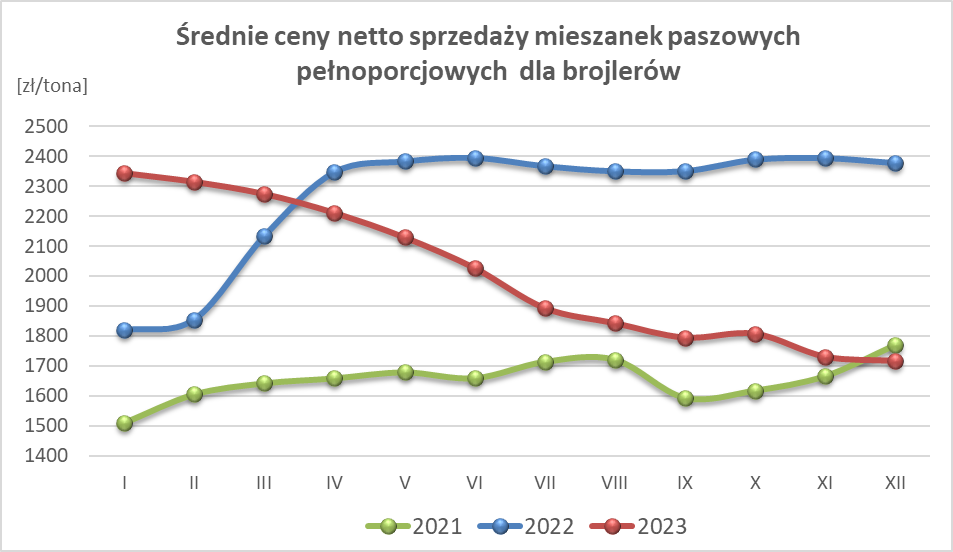 Średnie ceny netto sprzedaży mieszanek paszowych
pełnoporcjowych dla brojlerów
[zł/tona]
2500
2400
2300
2200
2100
2000
1900
1800
1700
1600
1500
1400
I II III IV V VI VII VIII IX X XI XII
2021 2022 2023